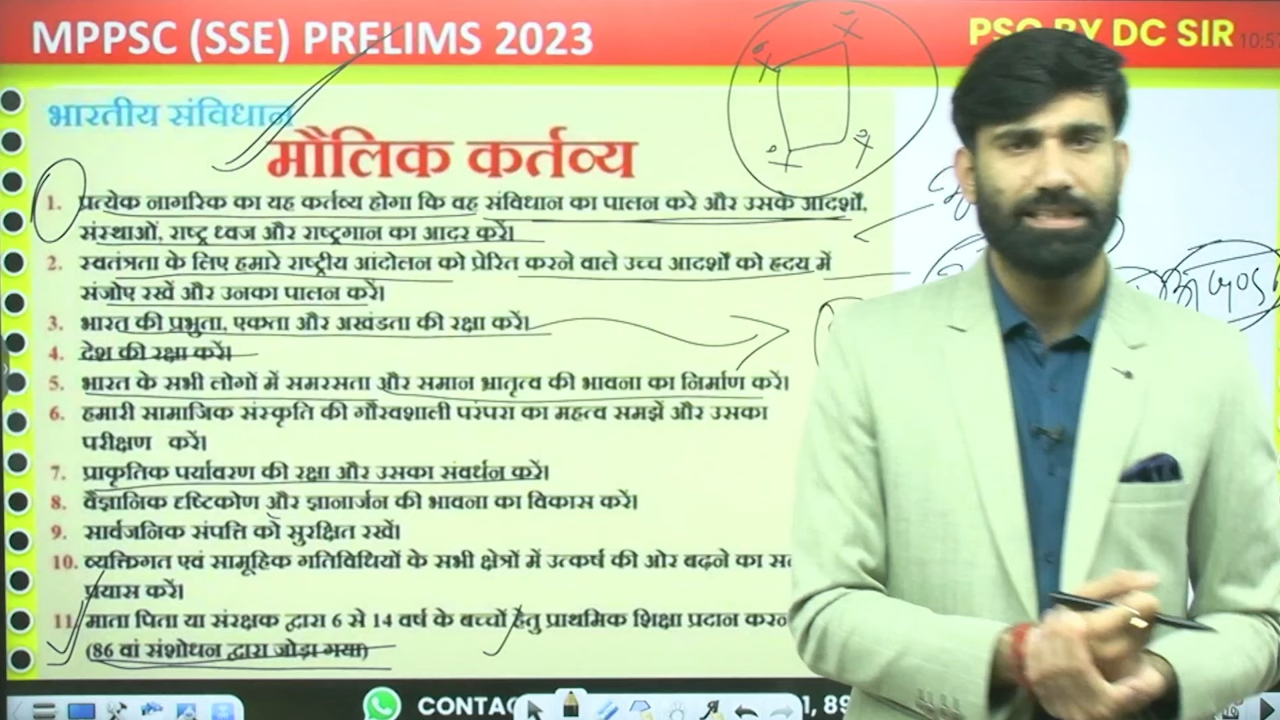 MPPSC (SSE) PRELIMS 2023
PSC BY DC SIR
भारतीय संविधान
मौलिक कर्तव्य
1. प्रत्येक नागरिक का यह कर्तव्य होगा कि वह संविधान का पालन करे और उसके आदर्शों,
संस्थाओं, राष्ट्र ध्वज और राष्ट्रगान का आदर करें।
2. स्वतंत्रता के लिए हमारे राष्ट्रीय आंदोलन को प्रेरित करने वाले उच्च आदर्शों को ह्रदय में
संजोए रखें और उनका पालन करें।
3. भारत की प्रभुता, एकता और अखंडता की रक्षा करें।
4. देश की रक्षा करें।
5. भारत के सभी लोगों में समरसता और समान भ्रातृत्व की भावना का निर्माण करें।
6. हमारी सामाजिक संस्कृति की गौरवशाली परंपरा का महत्व समझें और उसका
परीक्षण करें।
7. प्राकृतिक पर्यावरण की रक्षा और उसका संवर्धन करें।
8. वैज्ञानिक दृष्टिकोण और ज्ञानार्जन की भावना का विकास करें।
9. सार्वजनिक संपत्ति को सुरक्षित रखें।
10. व्यक्तिगत एवं सामूहिक गतिविधियों के सभी क्षेत्रों में उत्कर्ष की ओर बढ़ने का
प्रयास करें।
11. माता पिता या संरक्षक द्वारा 6 से 14 वर्ष के बच्चों हेतु प्राथमिक शिक्षा प्रदान
(86 वां संशोधन द्वारा जोड़ा गया)